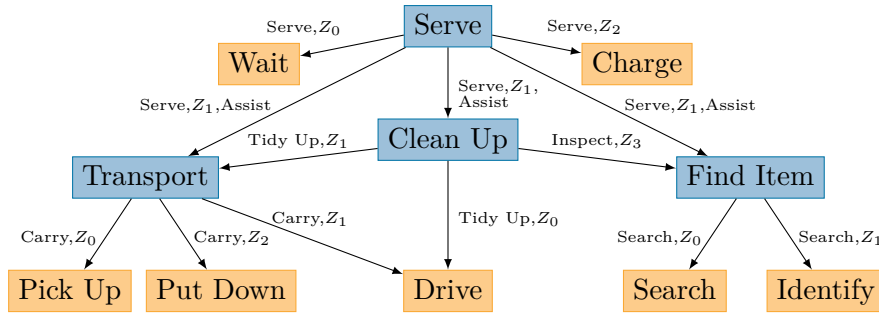 Serve
Serve,Z₀
Serve,Z₂
Wait
Charge
Serve,Z₁,Assist
Serve,Z₁,
Assist
Serve,Z₁,Assist
Tidy Up,Z₁
Clean Up
Inspect,Z₃
Transport
Find Item
Carry,Z₀
Carry,Z₂
Carry,Z₁
Tidy Up,Z₀
Search,Z₀
Search,Z₁
Pick Up
Put Down
Drive
Search
Identify